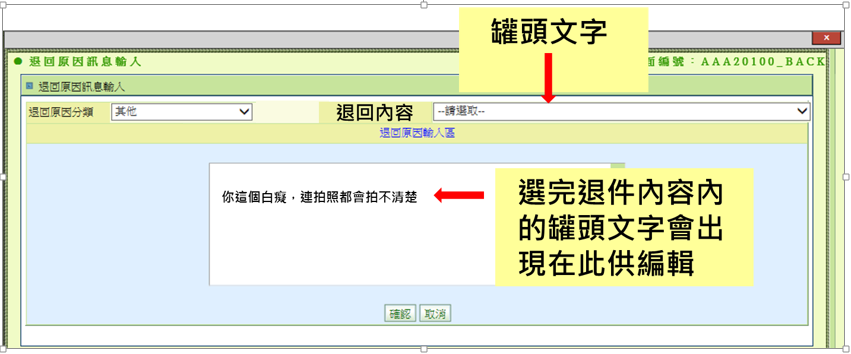 罐頭文字
● 退回原因訊息輸入
面編號：AAA20100_BACK
退回原因訊息輸入
退回原因分類 其他 退回內容 --請選取--
退回原因輸入區
你這個白癡，連拍照都會拍不清楚
選完退件內容內
的罐頭文字會出
現在此供編輯
確認 取消